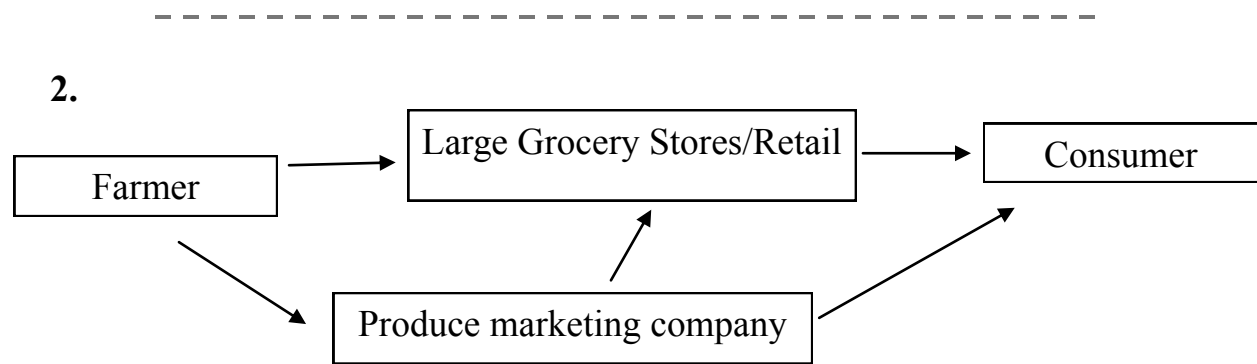 2.
Large Grocery Stores/Retail
Consumer
Farmer
Produce marketing company